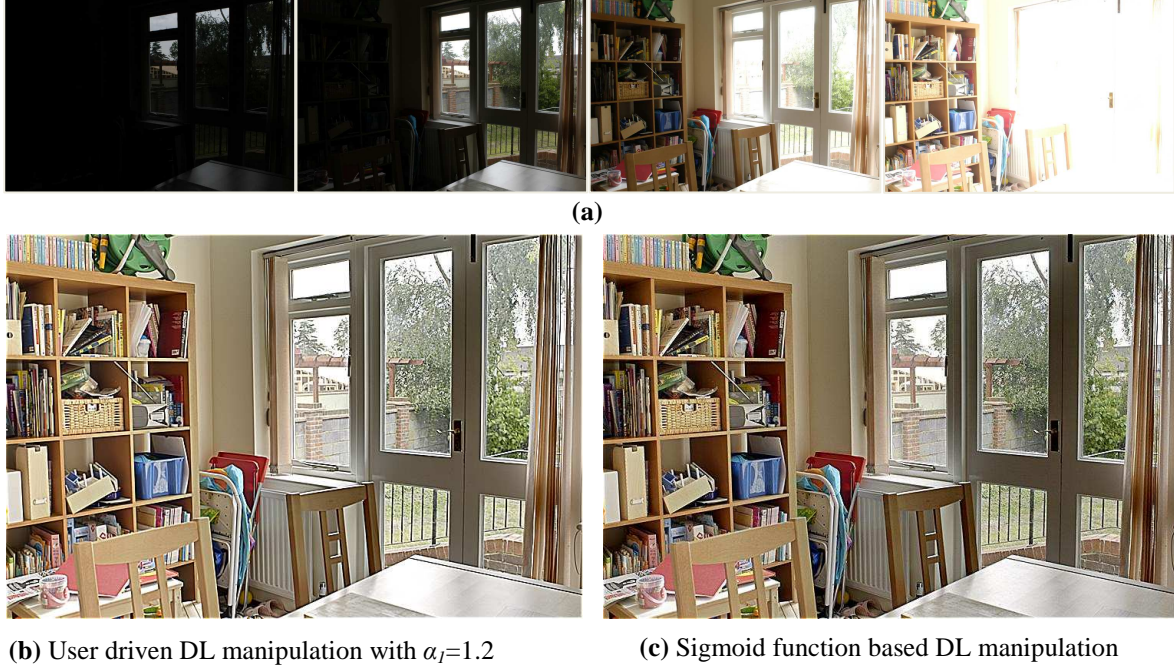 (a)
(b) User driven DL manipulation with α₁=1.2
(c) Sigmoid function based DL manipulation